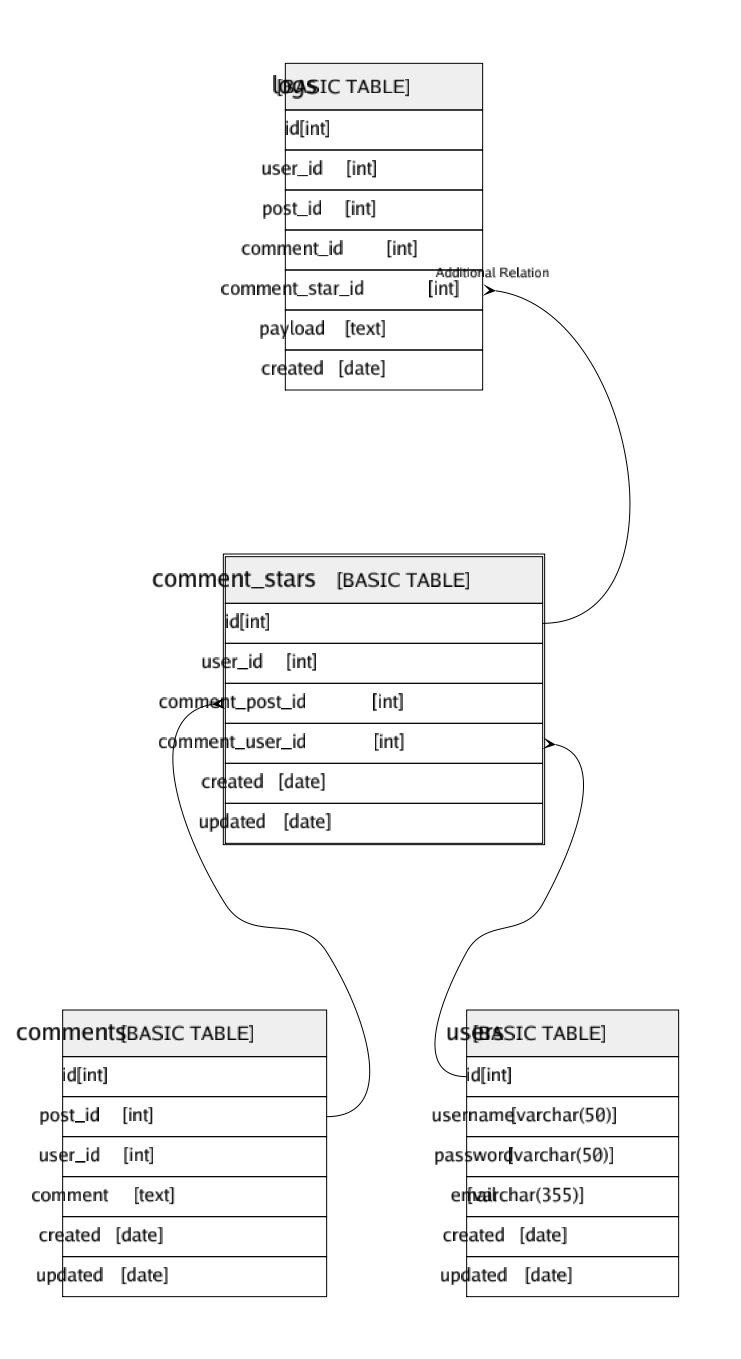 logs [BASIC TABLE]
id[int]
user_id [int]
post_id [int]
comment_id [int]
Additional Relation
comment_star_id [int]
payload [text]
created [date]
comment_stars [BASIC TABLE]
id[int]
user_id [int]
comment_post_id [int]
comment_user_id [int]
created [date]
updated [date]
comments [BASIC TABLE]
id[int]
post_id [int]
user_id [int]
comment [text]
created [date]
updated [date]
users [BASIC TABLE]
id[int]
username[varchar(50)]
password[varchar(50)]
email[varchar(355)]
created [date]
updated [date]